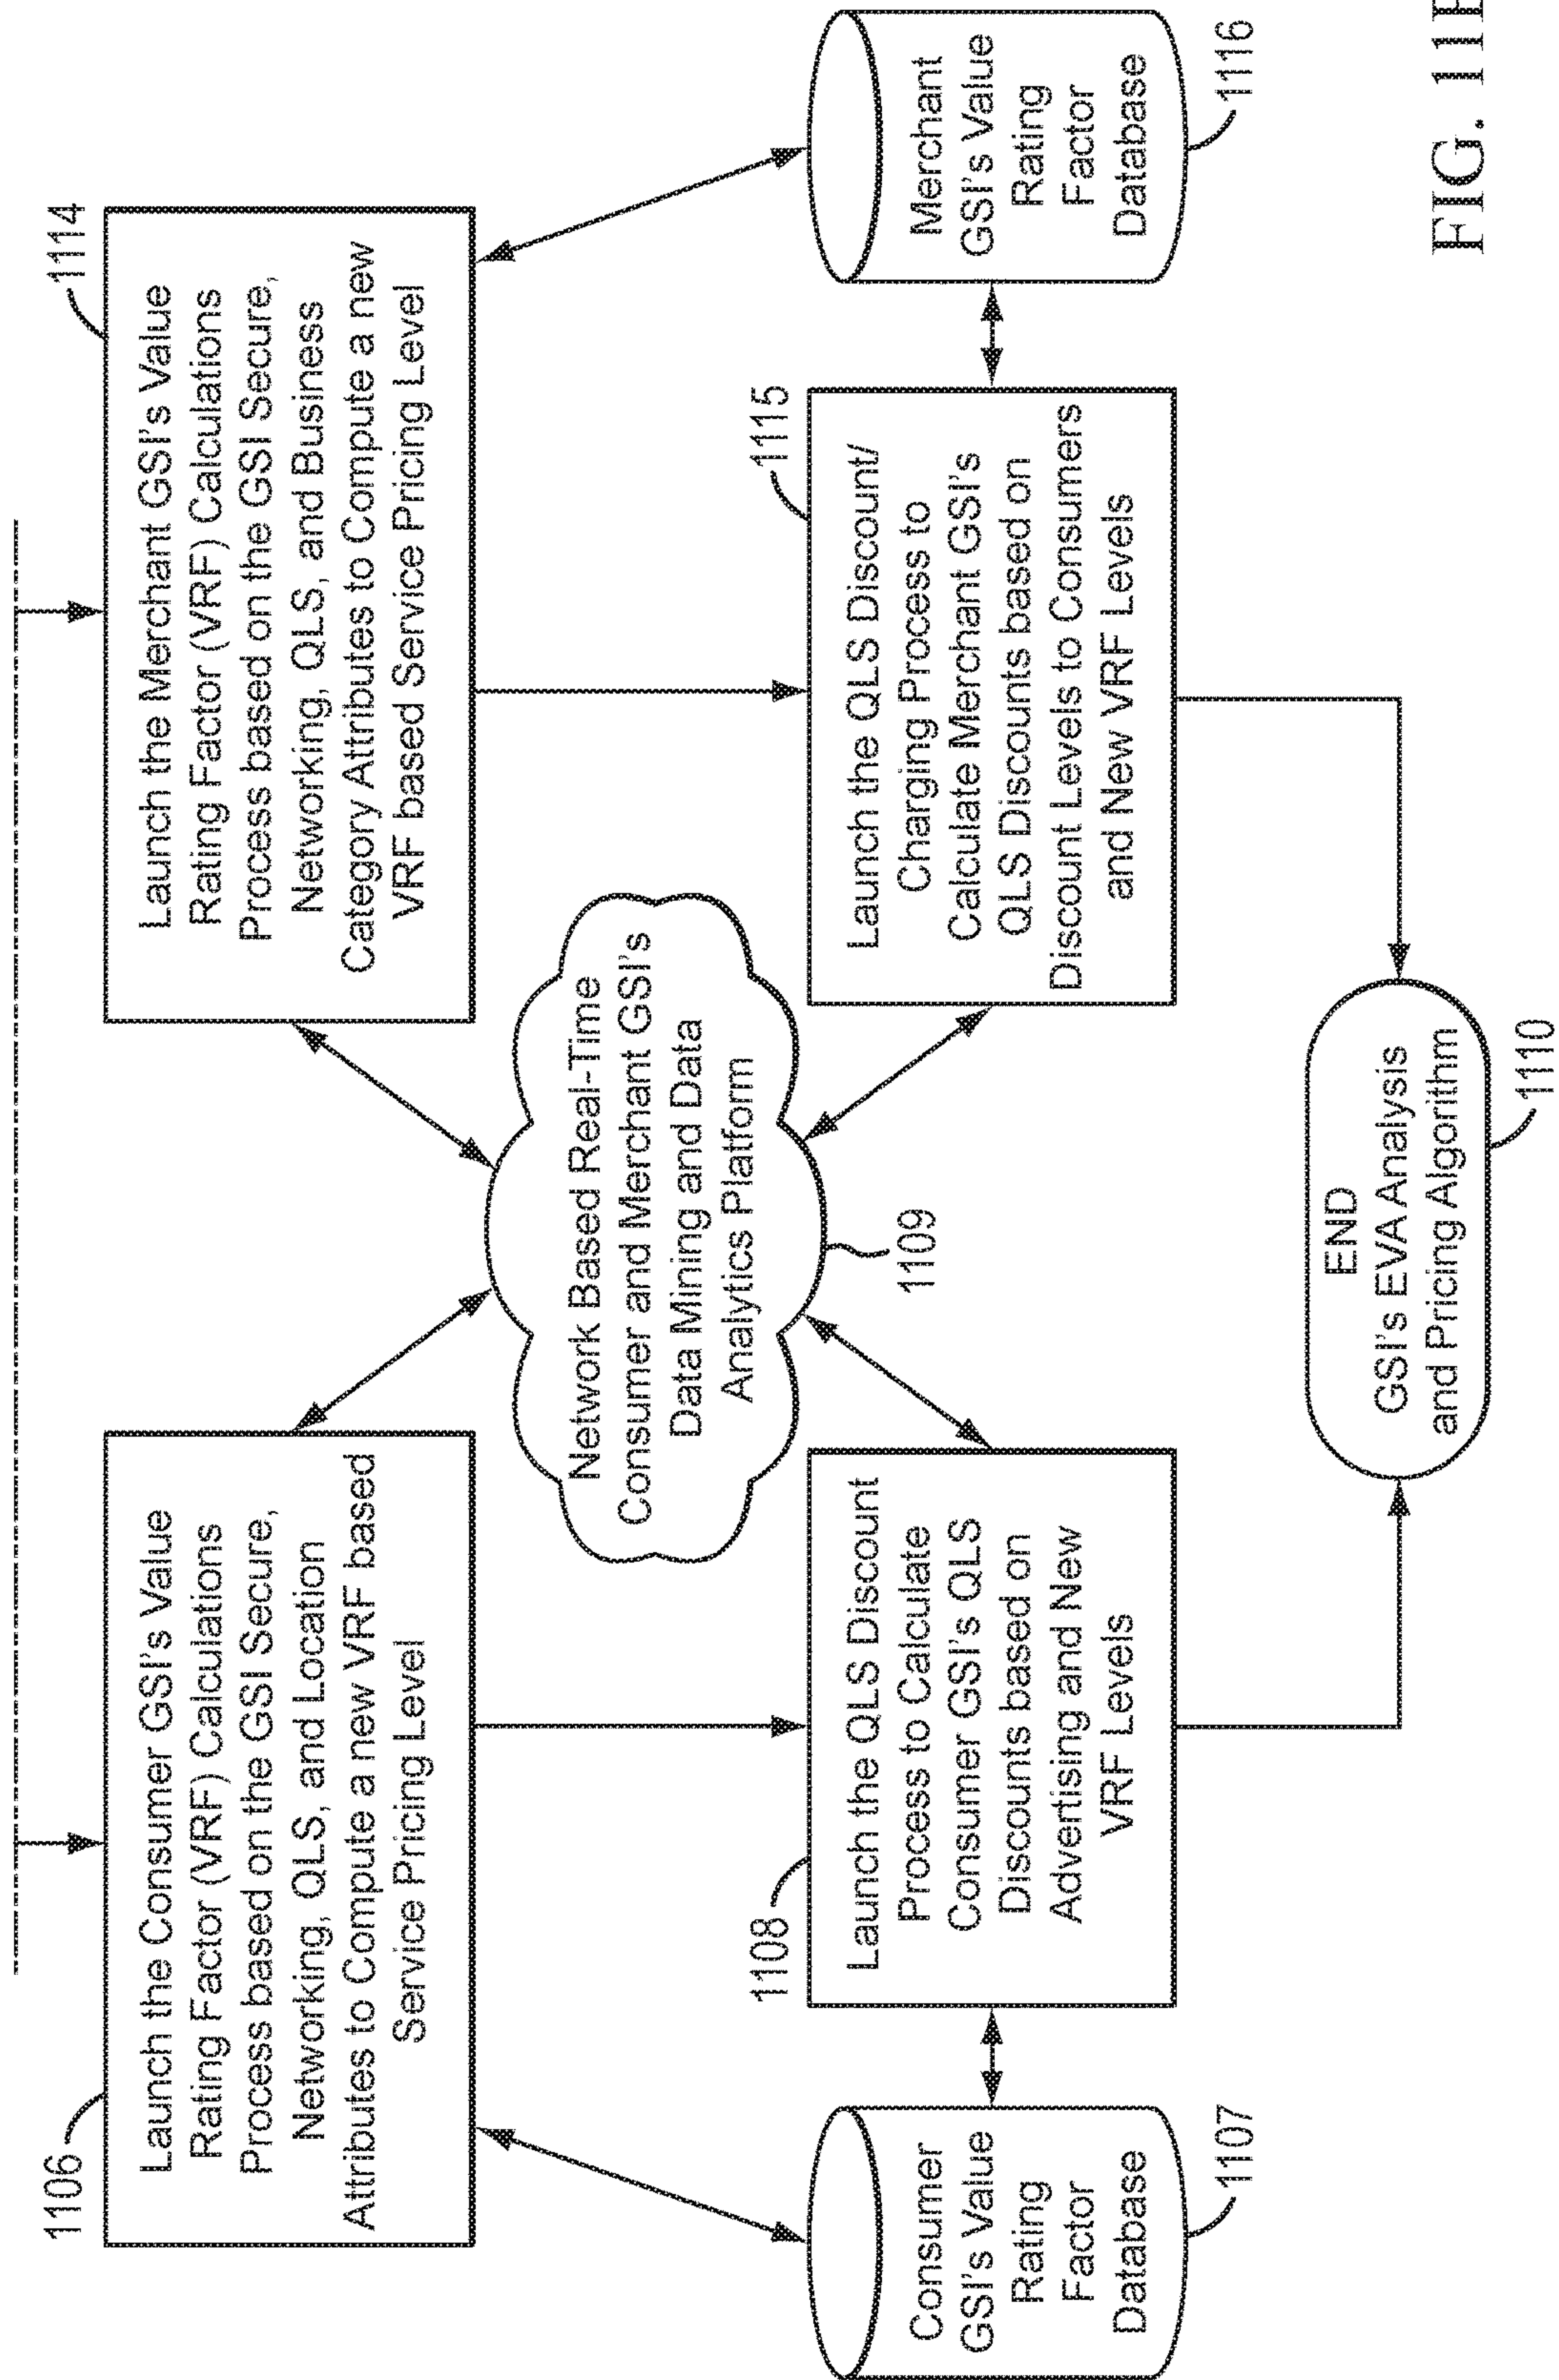 1106
Launch the Consumer GSI's Value
Rating Factor (VRF) Calculations
Process based on the GSI Secure,
Networking, QLS, and Location
Attributes to Compute a new VRF based
Service Pricing Level
1114
Launch the Merchant GSI's Value
Rating Factor (VRF) Calculations
Process based on the GSI Secure,
Networking, QLS, and Business
Category Attributes to Compute a new
VRF based Service Pricing Level
Network Based Real-Time
Consumer and Merchant GSI's
Data Mining and Data
Analytics Platform
1109
Consumer
GSI's Value
Rating
Factor
Database
1107
1108
Launch the QLS Discount
Process to Calculate
Consumer GSI's QLS
Discounts based on
Advertising and New
VRF Levels
1115
Launch the QLS Discount/
Charging Process to
Calculate Merchant GSI's
QLS Discounts based on
Discount Levels to Consumers
and New VRF Levels
Merchant
GSI's Value
Rating
Factor
Database
1116
END
GSI's EVA Analysis
and Pricing Algorithm
1110
FIG. 11B